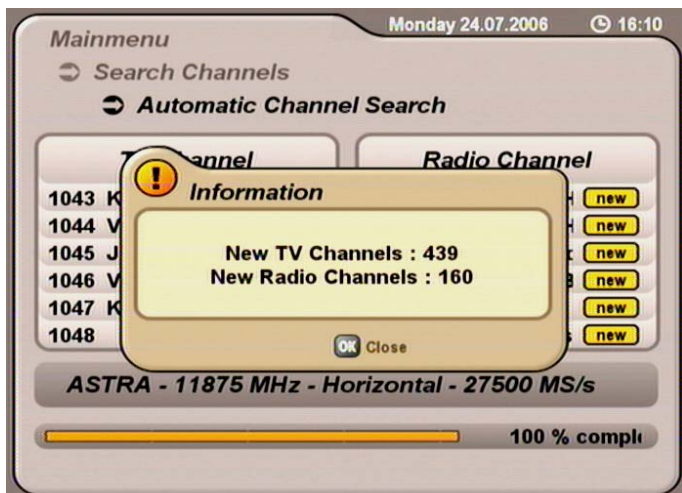 Monday 24.07.2006 16:10
Mainmenu
Search Channels
Automatic Channel Search
Radio Channel
Information
1043 K new
1044 V new
1045 J new
1046 V new
1047 K new
1048 new
New TV Channels : 439
New Radio Channels : 160
OK Close
ASTRA - 11875 MHz - Horizontal - 27500 MS/s
100 %